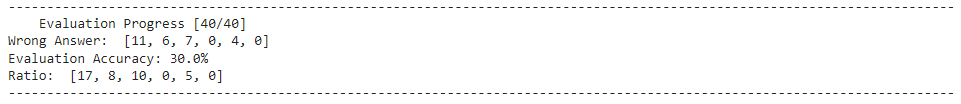 Evaluation Progress [40/40]
Wrong Answer:  [11, 6, 7, 0, 4, 0]
Evaluation Accuracy: 30.0%
Ratio:  [17, 8, 10, 0, 5, 0]